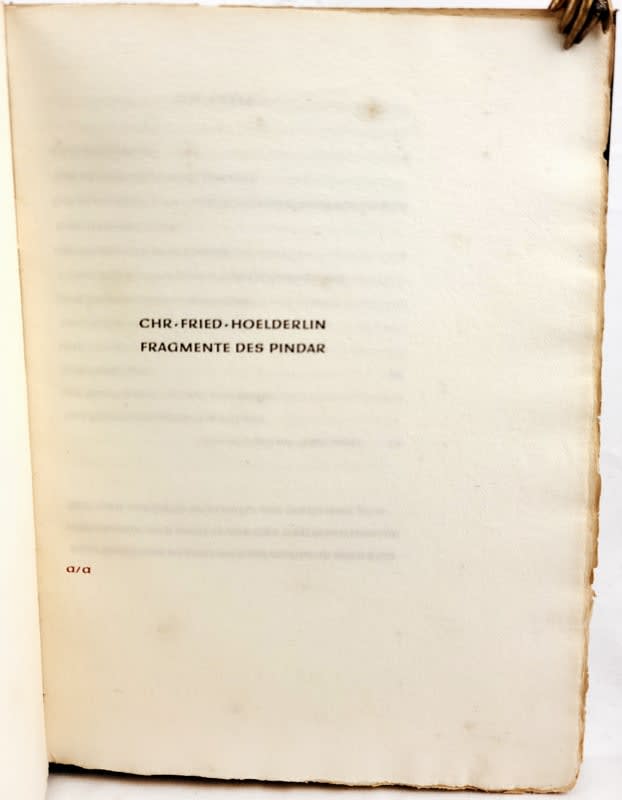 CHR·FRIED·HOELDERLIN
FRAGMENTE DES PINDAR
a/a